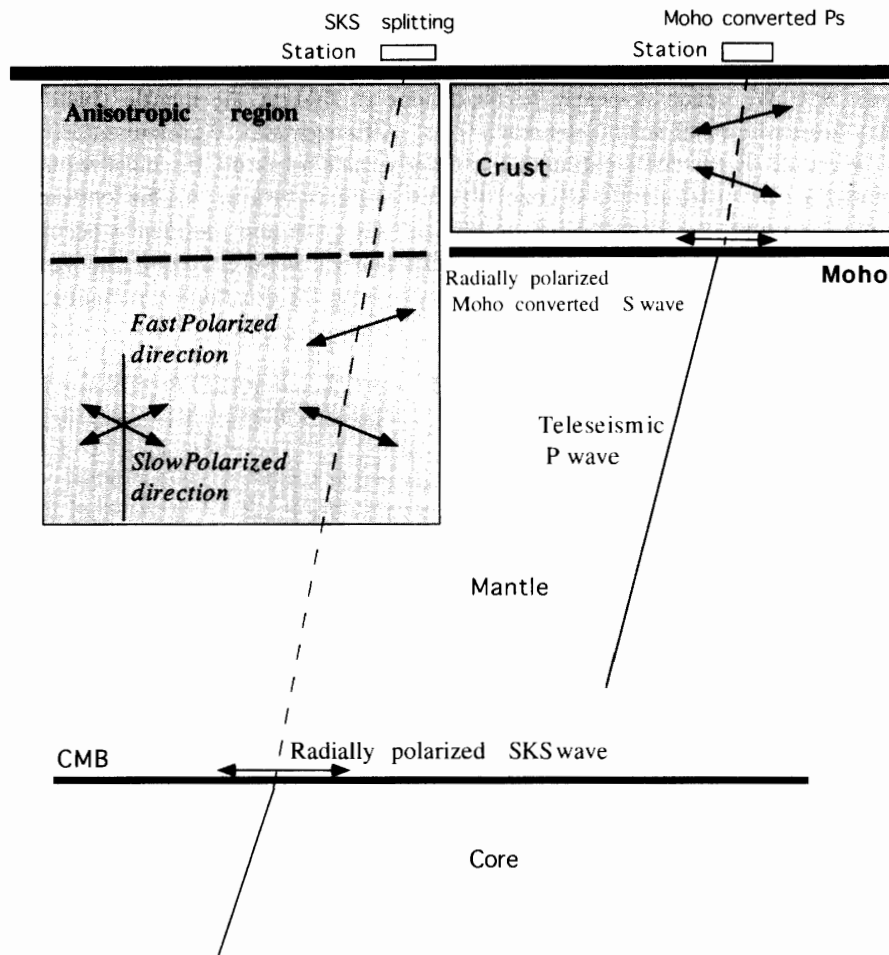 SKS splitting
Station
Moho converted Ps
Station
Anisotropic region
Crust
Radially polarized
Moho converted S wave
Moho
Fast Polarized
direction
Slow Polarized
direction
Teleseismic
P wave
Mantle
CMB
Radially polarized SKS wave
Core